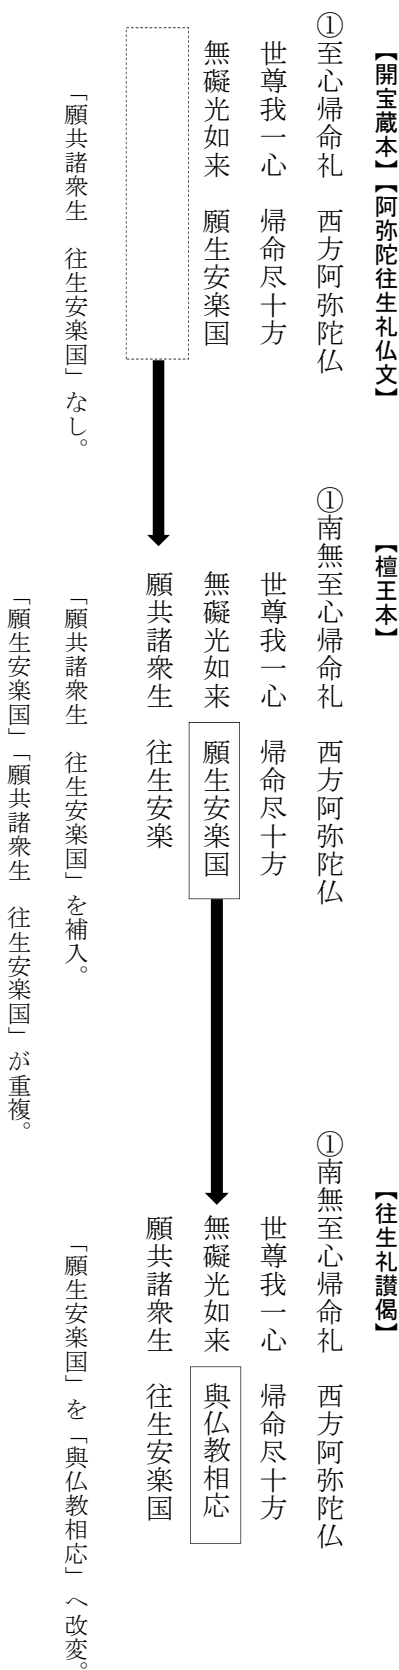 【開宝蔵本】【阿弥陀往生礼仏文】
①至心帰命礼　西方阿弥陀仏
世尊我一心　帰命尽十方
無礙光如来　願生安楽国
「願共諸衆生　往生安楽国」なし。
【檀王本】
①南無至心帰命礼　西方阿弥陀仏
世尊我一心　帰命尽十方
無礙光如来　願生安楽国
願共諸衆生　往生安楽
「願共諸衆生　往生安楽国」を補入。
「願生安楽国」「願共諸衆生　往生安楽国」が重複。
【往生礼讃偈】
①南無至心帰命礼　西方阿弥陀仏
世尊我一心　帰命尽十方
無礙光如来　與仏教相応
願共諸衆生　往生安楽国
「願生安楽国」を「與仏教相応」へ改変。